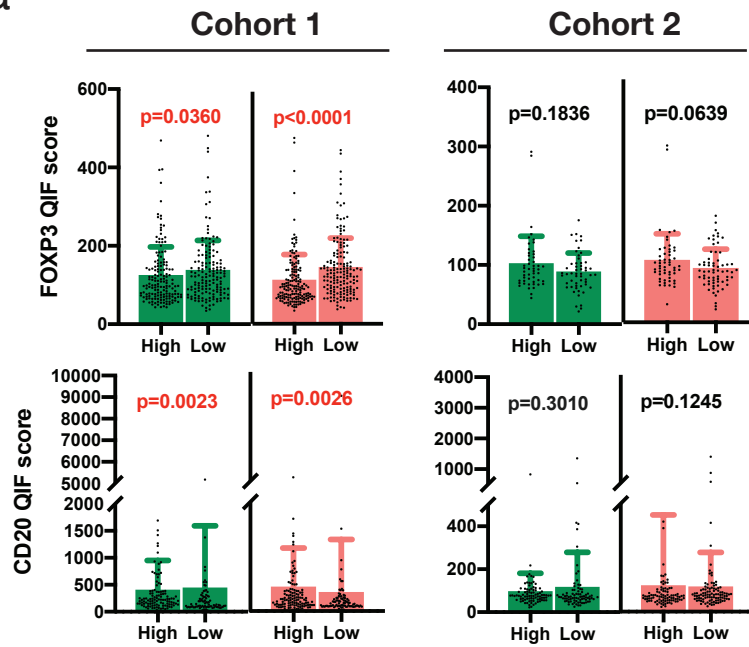 Cohort 1 Cohort 2
FOXP3 QIF score
600
400
200
0
p=0.0360 p<0.0001
High Low High Low
400
300
200
100
0
p=0.1836 p=0.0639
High Low High Low
CD20 QIF score
10000
9000
8000
7000
6000
5000
2000
1500
1000
500
0
p=0.0023 p=0.0026
High Low High Low
4000
3000
2000
1000
400
200
0
p=0.3010 p=0.1245
High Low High Low